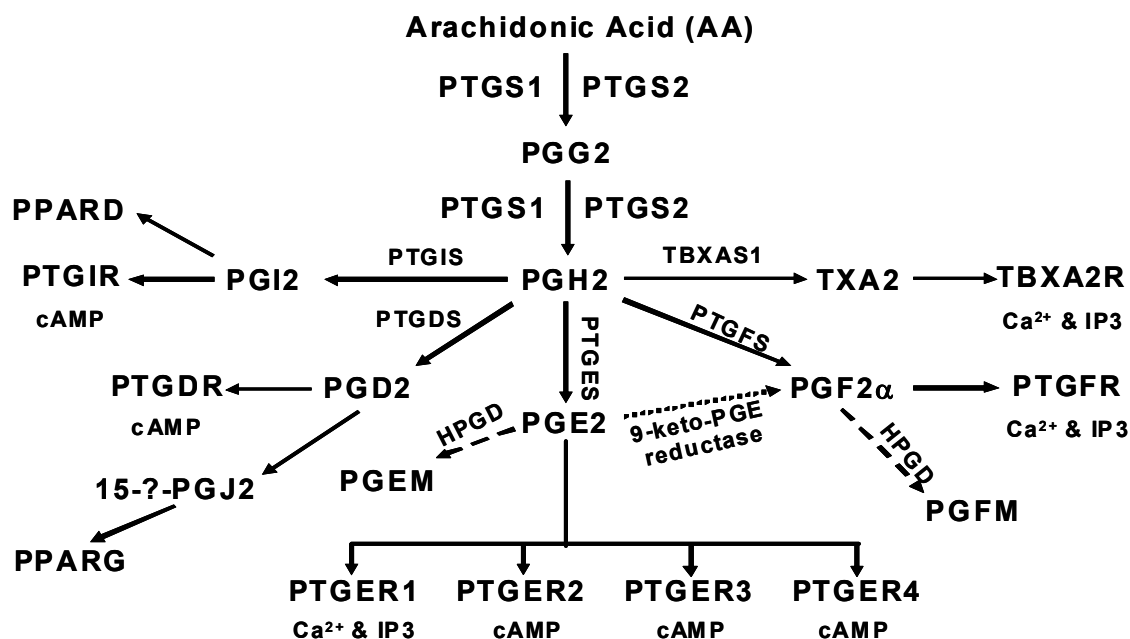 Arachidonic Acid (AA)
PTGS1 PTGS2
PGG2
PTGS1 PTGS2
PPARD
PTGIR PGI2 PTGIS PGH2 TBXAS1 TXA2 TBXA2R
cAMP
Ca²⁺ & IP3
PTGDS PTGES PTGFS
PTGDR PGD2 PGF2α PTGFR
cAMP
Ca²⁺ & IP3
HPGD PGE2 9-keto-PGE
reductase
HPGD
PGEM
15-?-PGJ2
PGFM
PPARG
PTGER1 PTGER2 PTGER3 PTGER4
Ca²⁺ & IP3 cAMP cAMP cAMP